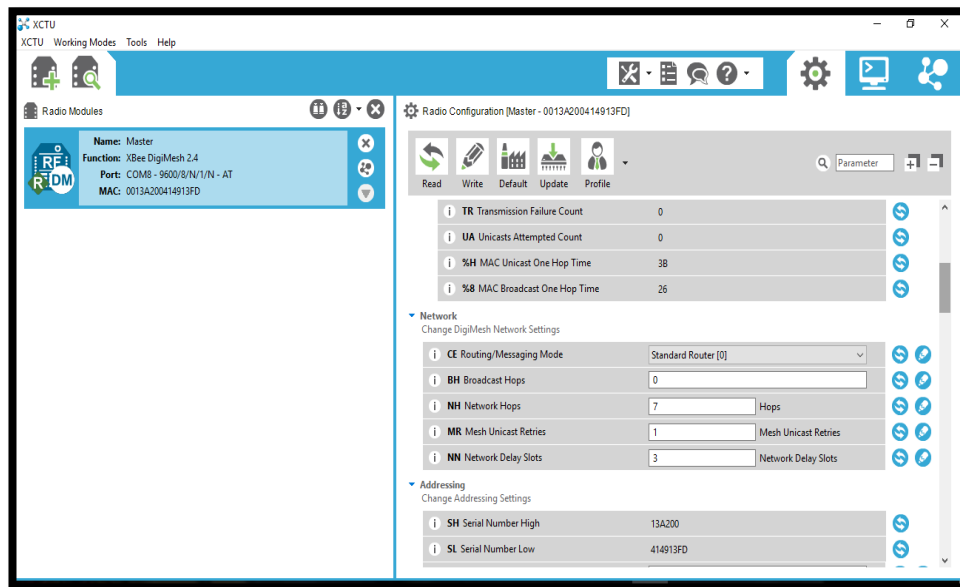 XCTU
XCTU Working Modes Tools Help
Radio Modules
Radio Configuration [Master - 0013A200414913FD]
Name: Master
Function: XBee DigiMesh 2.4
Port: COM8 - 9600/8/N/1/N - AT
MAC: 0013A200414913FD
RF
R DM
Read Write Default Update Profile
Parameter
i TR Transmission Failure Count 0
i UA Unicasts Attempted Count 0
i %H MAC Unicast One Hop Time 3B
i %8 MAC Broadcast One Hop Time 26
Network
Change DigiMesh Network Settings
i CE Routing/Messaging Mode Standard Router [0]
i BH Broadcast Hops 0
i NH Network Hops 7 Hops
i MR Mesh Unicast Retries 1 Mesh Unicast Retries
i NN Network Delay Slots 3 Network Delay Slots
Addressing
Change Addressing Settings
i SH Serial Number High 13A200
i SL Serial Number Low 414913FD